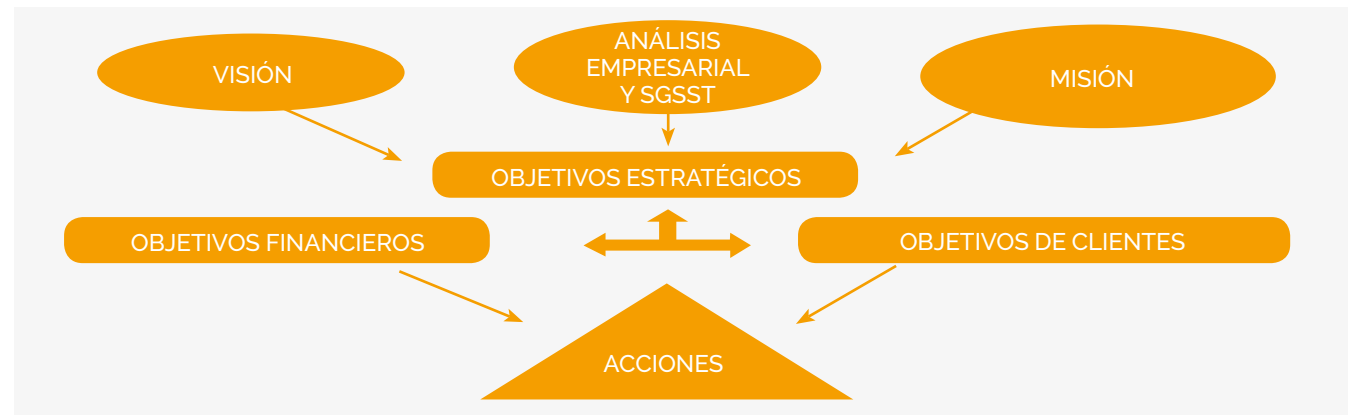 VISIÓN
ANÁLISIS
EMPRESARIAL
Y SGSST
MISIÓN
OBJETIVOS ESTRATÉGICOS
OBJETIVOS FINANCIEROS
OBJETIVOS DE CLIENTES
ACCIONES